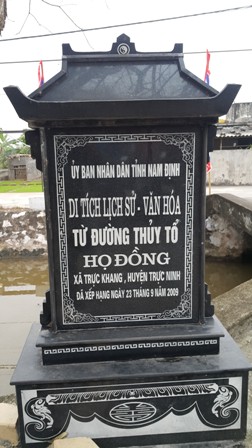 ỦY BAN NHÂN DÂN TỈNH NAM ĐỊNH
DI TÍCH LỊCH SỬ - VĂN HÓA
TỪ ĐƯỜNG THỦY TỔ
HỌ ĐỒNG
XÃ TRỰC KHANG , HUYỆN TRỰC NINH
ĐÃ XẾP HẠNG NGÀY 23 THÁNG 9 NĂM 2009